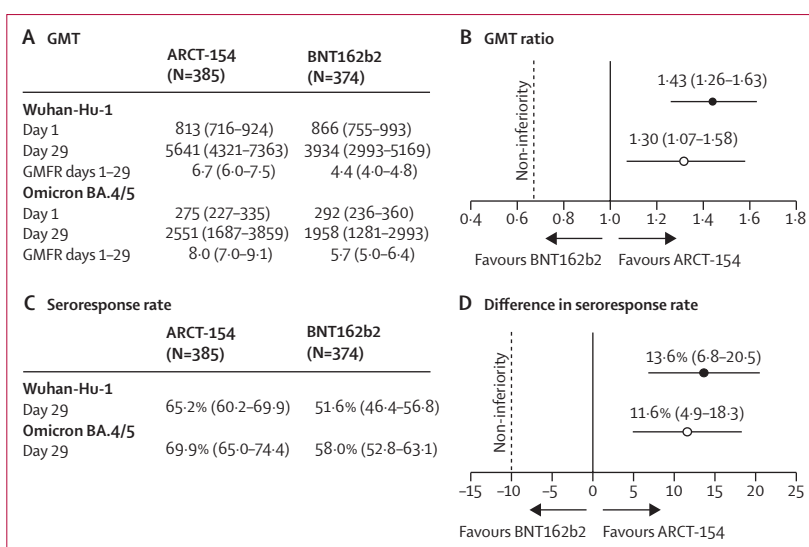 A GMT
ARCT-154 BNT162b2
(N=385) (N=374)
Wuhan-Hu-1
Day 1 813 (716–924) 866 (755–993)
Day 29 5641 (4321–7363) 3934 (2993–5169)
GMFR days 1–29 6·7 (6·0–7·5) 4·4 (4·0–4·8)
Omicron BA.4/5
Day 1 275 (227–335) 292 (236–360)
Day 29 2551 (1687–3859) 1958 (1281–2993)
GMFR days 1–29 8·0 (7·0–9·1) 5·7 (5·0–6·4)
B GMT ratio
Non-inferiority
1·43 (1·26–1·63)
1·30 (1·07–1·58)
0·4 0·6 0·8 1·0 1·2 1·4 1·6 1·8
Favours BNT162b2 Favours ARCT-154
C Seroresponse rate
ARCT-154 BNT162b2
(N=385) (N=374)
Wuhan-Hu-1
Day 29 65·2% (60·2–69·9) 51·6% (46·4–56·8)
Omicron BA.4/5
Day 29 69·9% (65·0–74·4) 58·0% (52·8–63·1)
D Difference in seroresponse rate
Non-inferiority
13·6% (6·8–20·5)
11·6% (4·9–18·3)
–15 –10 –5 0 5 10 15 20 25
Favours BNT162b2 Favours ARCT-154